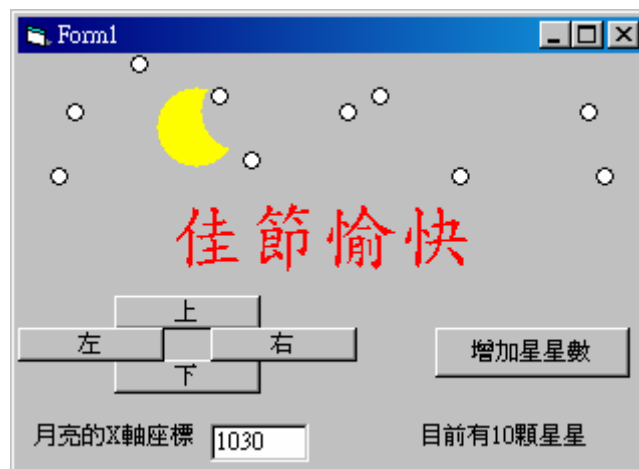 Form1
佳節愉快
上
左 右
下
增加星星數
月亮的X軸座標 1030
目前有10顆星星